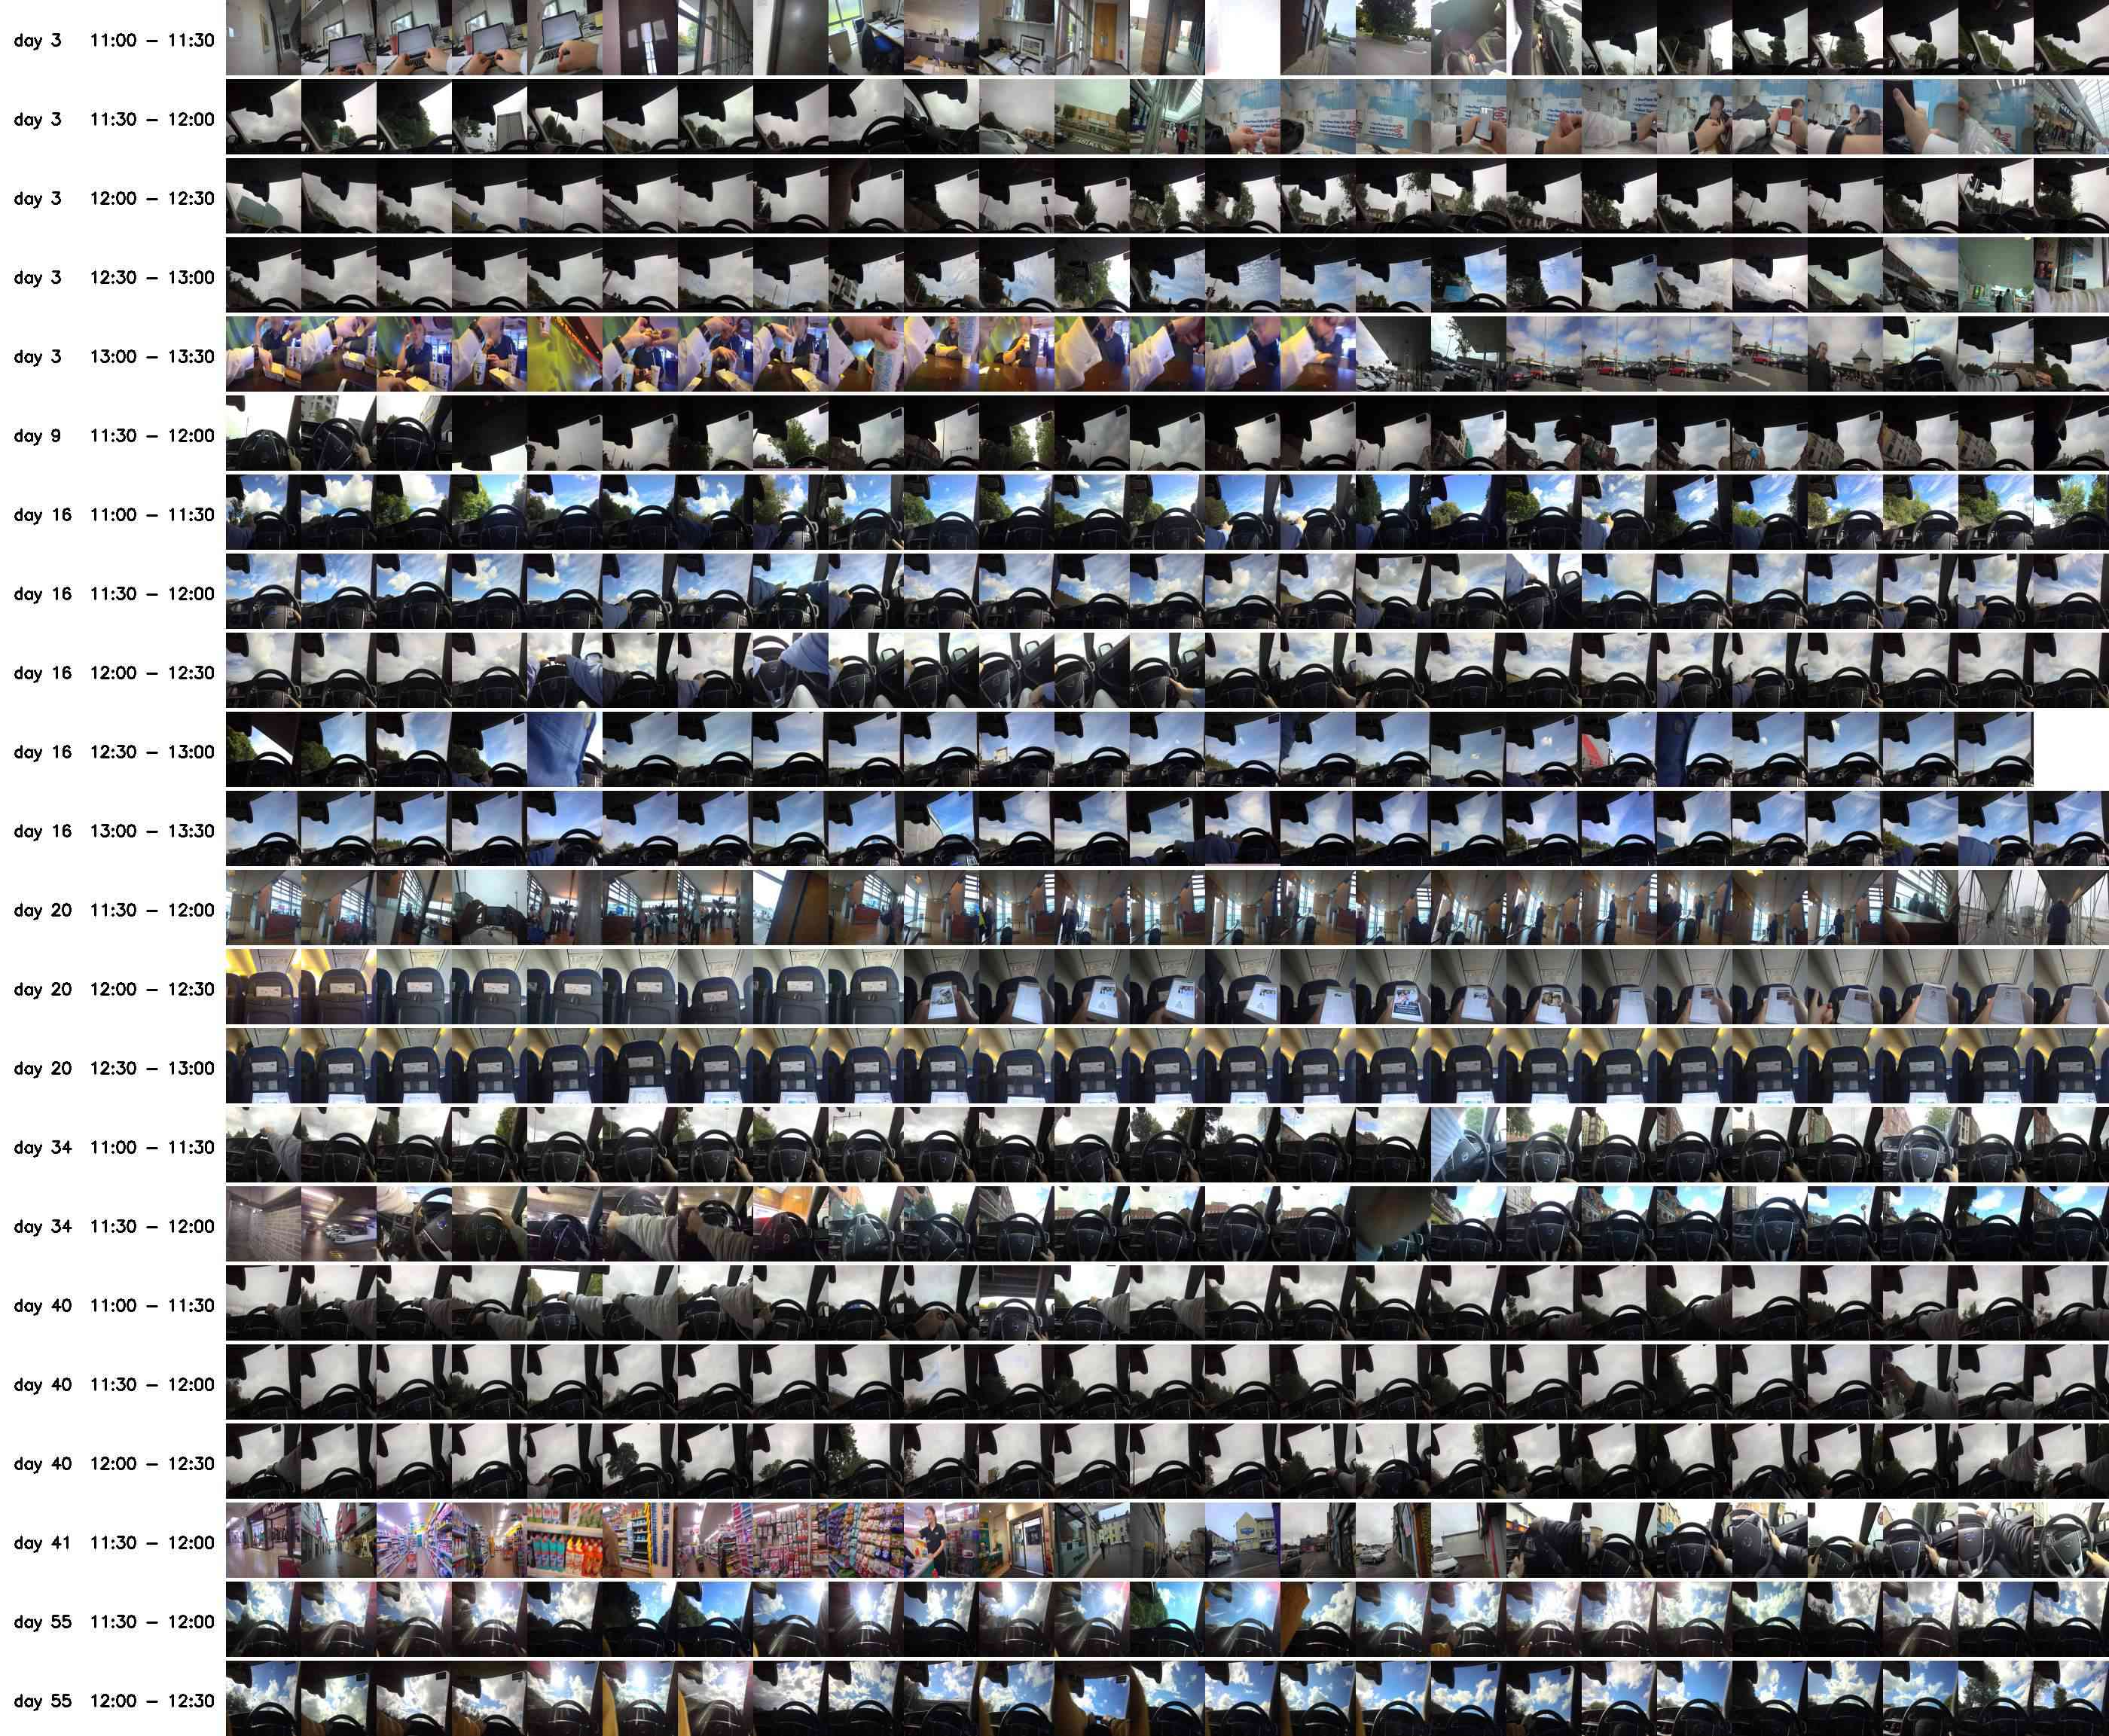 day 3 11:00 – 11:30
day 3 11:30 – 12:00
day 3 12:00 – 12:30
day 3 12:30 – 13:00
day 3 13:00 – 13:30
day 9 11:30 – 12:00
day 16 11:00 – 11:30
day 16 11:30 – 12:00
day 16 12:00 – 12:30
day 16 12:30 – 13:00
day 16 13:00 – 13:30
day 20 11:30 – 12:00
day 20 12:00 – 12:30
day 20 12:30 – 13:00
day 34 11:00 – 11:30
day 34 11:30 – 12:00
day 40 11:00 – 11:30
day 40 11:30 – 12:00
day 40 12:00 – 12:30
day 41 11:30 – 12:00
day 55 11:30 – 12:00
day 55 12:00 – 12:30